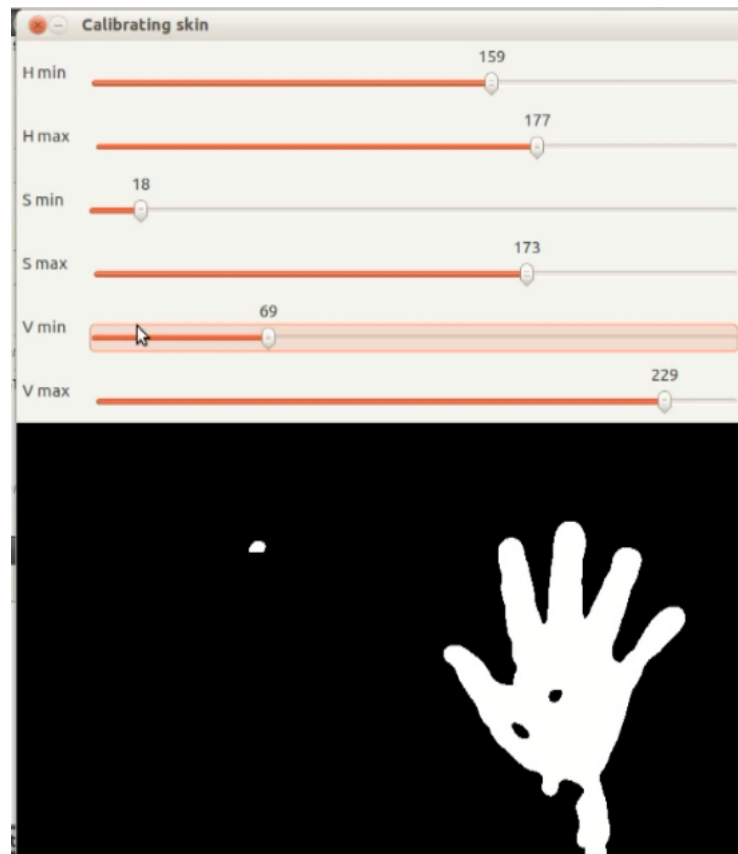 Calibrating skin
159
H min
177
H max
18
S min
173
S max
69
V min
229
V max